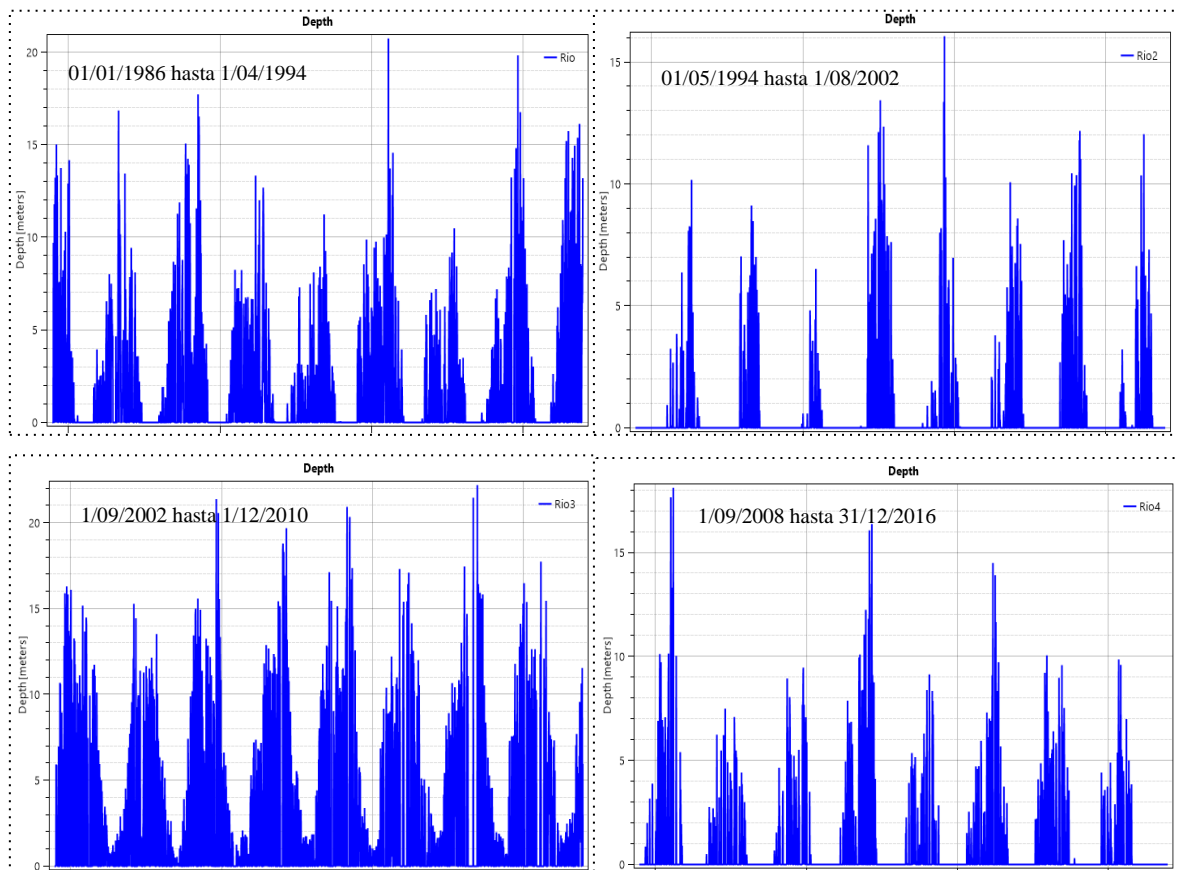 Depth
20
15
10
5
0
Depth [meters]
Rio
01/01/1986 hasta 1/04/1994
Depth
15
10
5
0
Depth [meters]
Rio2
01/05/1994 hasta 1/08/2002
Depth
20
15
10
5
0
Depth [meters]
Rio3
1/09/2002 hasta 1/12/2010
Depth
15
10
5
0
Depth [meters]
Rio4
1/09/2008 hasta 31/12/2016